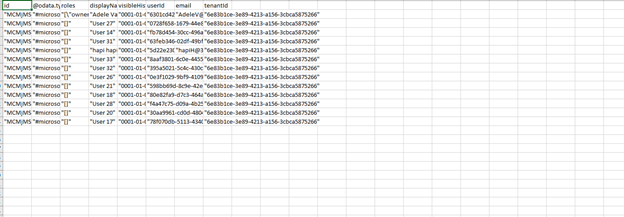 id @odata.ty roles displayNa visibleHis userId email tenantId
"MCMjMS "#microso "[\"owner "Adele Va "0001-01-0 "6301cd42 "AdeleV@ "6e83b1ce-3e89-4213-a156-3cbca5875266"
"MCMjMS "#microso "[]" "User 27" "0001-01-0 "0728f658-1679-44e "6e83b1ce-3e89-4213-a156-3cbca5875266"
"MCMjMS "#microso "[]" "User 14" "0001-01-0 "fb78d454-30cc-496a "6e83b1ce-3e89-4213-a156-3cbca5875266"
"MCMjMS "#microso "[]" "User 31" "0001-01-0 "63feb346-02df-49bf "6e83b1ce-3e89-4213-a156-3cbca5875266"
"MCMjMS "#microso "[]" "hapi hapi "0001-01-0 "5d22e230 "hapiH@3 "6e83b1ce-3e89-4213-a156-3cbca5875266"
"MCMjMS "#microso "[]" "User 33" "0001-01-0 "8aaf3801-6c0e-4455 "6e83b1ce-3e89-4213-a156-3cbca5875266"
"MCMjMS "#microso "[]" "User 32" "0001-01-0 "395a5021-5c6c-430c "6e83b1ce-3e89-4213-a156-3cbca5875266"
"MCMjMS "#microso "[]" "User 26" "0001-01-0 "0e3f1029-9bf9-4109 "6e83b1ce-3e89-4213-a156-3cbca5875266"
"MCMjMS "#microso "[]" "User 21" "0001-01-0 "598bb69d-8c9e-42e "6e83b1ce-3e89-4213-a156-3cbca5875266"
"MCMjMS "#microso "[]" "User 18" "0001-01-0 "80e82fa9-d7c3-464a "6e83b1ce-3e89-4213-a156-3cbca5875266"
"MCMjMS "#microso "[]" "User 28" "0001-01-0 "f4a47c75-d09a-4b25 "6e83b1ce-3e89-4213-a156-3cbca5875266"
"MCMjMS "#microso "[]" "User 20" "0001-01-0 "30aa9961-cd0d-480 "6e83b1ce-3e89-4213-a156-3cbca5875266"
"MCMjMS "#microso "[]" "User 17" "0001-01-0 "78f070db-5113-434 "6e83b1ce-3e89-4213-a156-3cbca5875266"